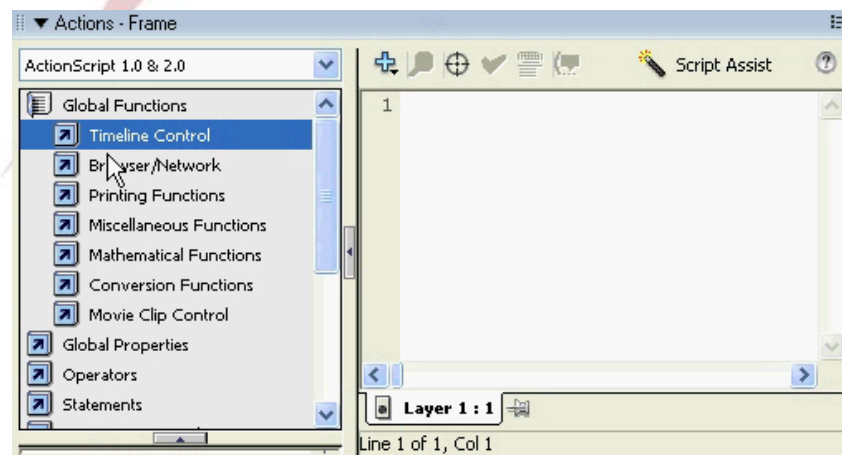 Actions - Frame
ActionScript 1.0 & 2.0
Script Assist
Global Functions
Timeline Control
Browser/Network
Printing Functions
Miscellaneous Functions
Mathematical Functions
Conversion Functions
Movie Clip Control
Global Properties
Operators
Statements
1
Layer 1 : 1
Line 1 of 1, Col 1